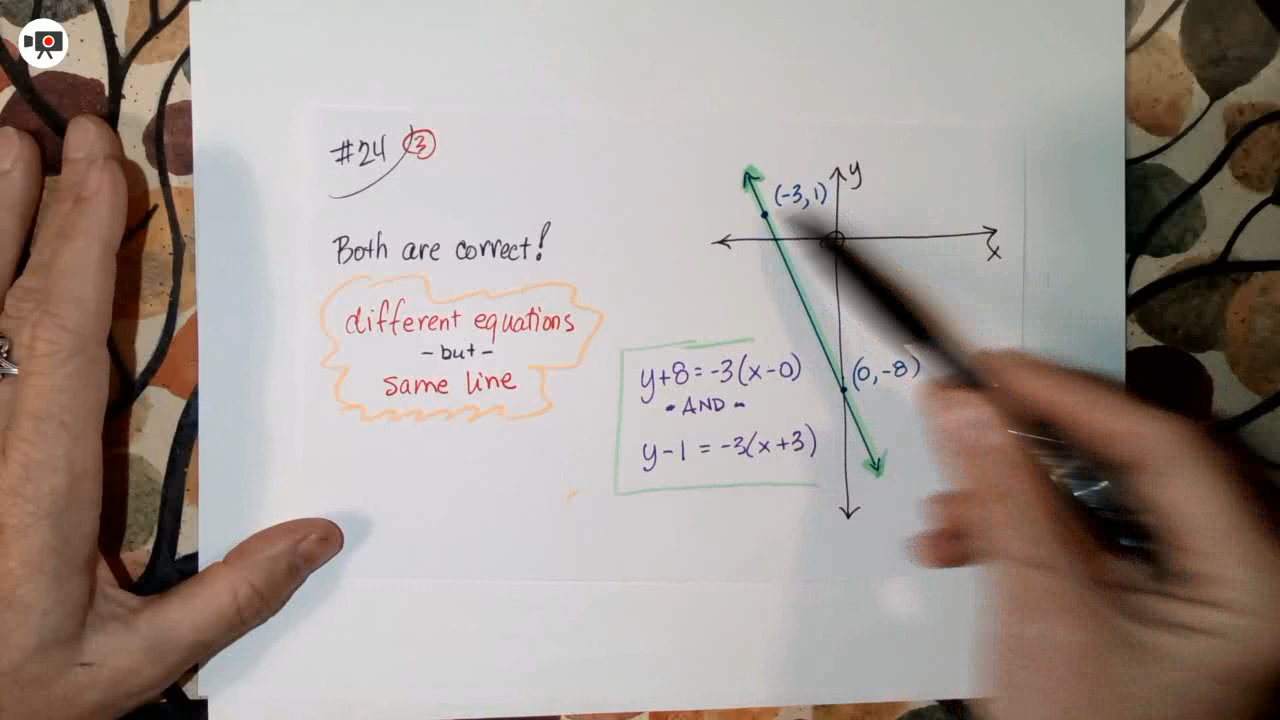 #24 3
Both are correct!
different equations
- but -
same line
y
(-3, 1)
x
(0, -8)
y+8 = -3(x-0)
- AND -
y-1 = -3(x+3)